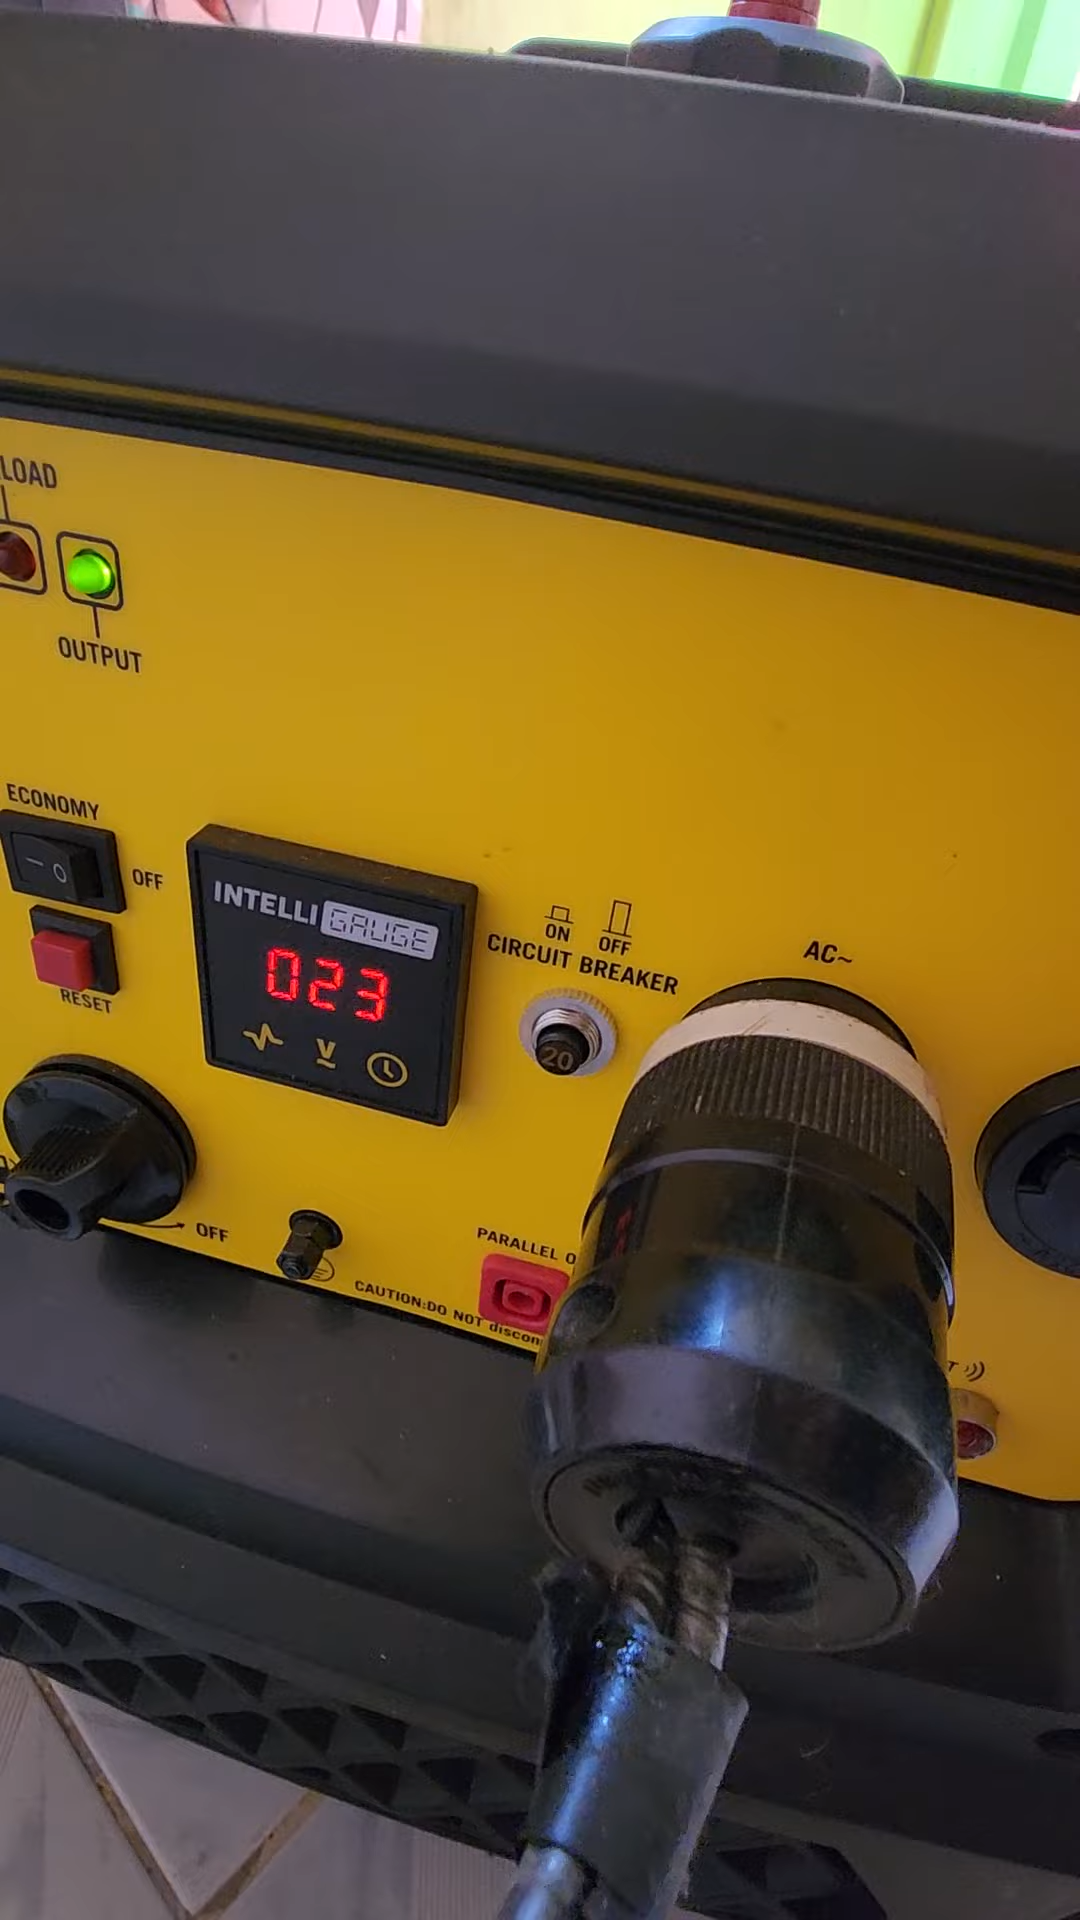 LOAD
OUTPUT
ECONOMY
OFF
RESET
INTELLI GAUGE
023
V
ON OFF
CIRCUIT BREAKER
20
AC~
OFF
PARALLEL
CAUTION:DO NOT discon